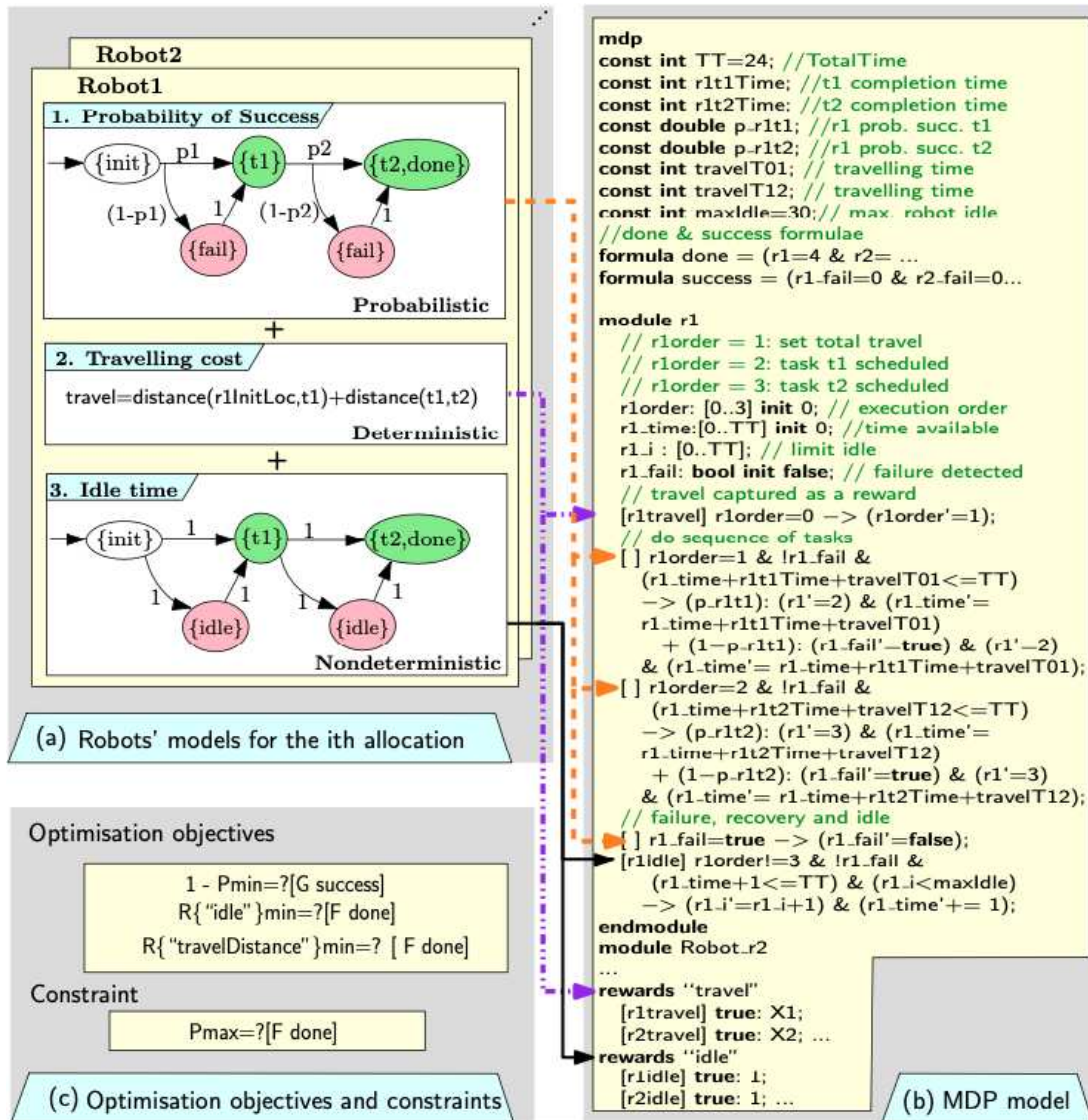 Robot2
Robot1
1. Probability of Success
{init}
p1
{t1}
p2
{t2,done}
(1-p1)
1
(1-p2)
1
{fail}
{fail}
Probabilistic
+
2. Travelling cost
travel=distance(r1InitLoc,t1)+distance(t1,t2)
Deterministic
+
3. Idle time
{init}
1
{t1}
1
{t2,done}
1
1
1
1
{idle}
{idle}
Nondeterministic
(a) Robots' models for the ith allocation
Optimisation objectives
1 - Pmin=?[G success]
R{"idle"}min=?[F done]
R{"travelDistance"}min=? [ F done]
Constraint
Pmax=?[F done]
(c) Optimisation objectives and constraints
mdp
const int TT=24; //TotalTime
const int r1t1Time; //t1 completion time
const int r1t2Time; //t2 completion time
const double p_r1t1; //r1 prob. succ. t1
const double p_r1t2; //r1 prob. succ. t2
const int travelT01; // travelling time
const int travelT12; // travelling time
const int maxIdle=30;// max. robot idle
//done & success formulae
formula done = (r1=4 & r2= ...
formula success = (r1_fail=0 & r2_fail=0...
module r1
// r1order = 1: set total travel
// r1order = 2: task t1 scheduled
// r1order = 3: task t2 scheduled
r1order: [0..3] init 0; // execution order
r1_time:[0..TT] init 0; //time available
r1_i : [0..TT]; // limit idle
r1_fail: bool init false; // failure detected
// travel captured as a reward
[r1travel] r1order=0 -> (r1order'=1);
// do sequence of tasks
[ ] r1order=1 & !r1_fail &
(r1_time+r1t1Time+travelT01<=TT)
-> (p_r1t1): (r1'=2) & (r1_time'=
r1_time+r1t1Time+travelT01)
+ (1-p_r1t1): (r1_fail'=true) & (r1'=2)
& (r1_time'= r1_time+r1t1Time+travelT01);
[ ] r1order=2 & !r1_fail &
(r1_time+r1t2Time+travelT12<=TT)
-> (p_r1t2): (r1'=3) & (r1_time'=
r1_time+r1t2Time+travelT12)
+ (1-p_r1t2): (r1_fail'=true) & (r1'=3)
& (r1_time'= r1_time+r1t2Time+travelT12);
// failure, recovery and idle
[ ] r1_fail=true -> (r1_fail'=false);
[r1idle] r1order!=3 & !r1_fail &
(r1_time+1<=TT) & (r1_i<maxIdle)
-> (r1_i'=r1_i+1) & (r1_time'+= 1);
endmodule
module Robot_r2
...
rewards "travel"
[r1travel] true: X1;
[r2travel] true: X2; ...
rewards "idle"
[r1idle] true: 1;
[r2idle] true: 1; ...
(b) MDP model